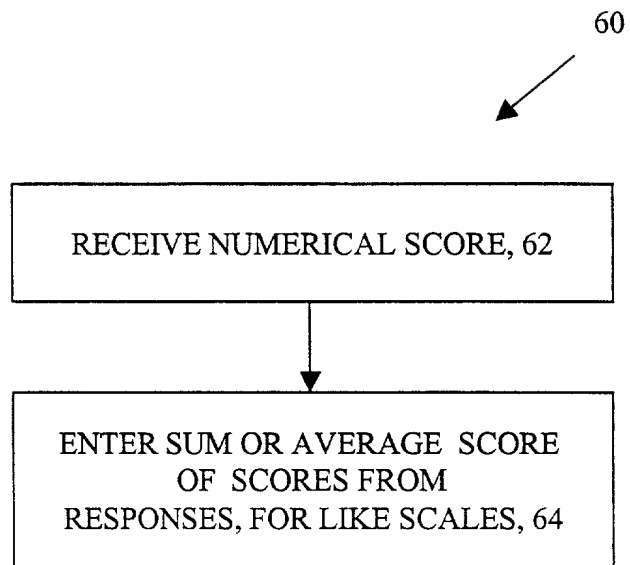 60
RECEIVE NUMERICAL SCORE, 62
ENTER SUM OR AVERAGE SCORE
OF SCORES FROM
RESPONSES, FOR LIKE SCALES, 64